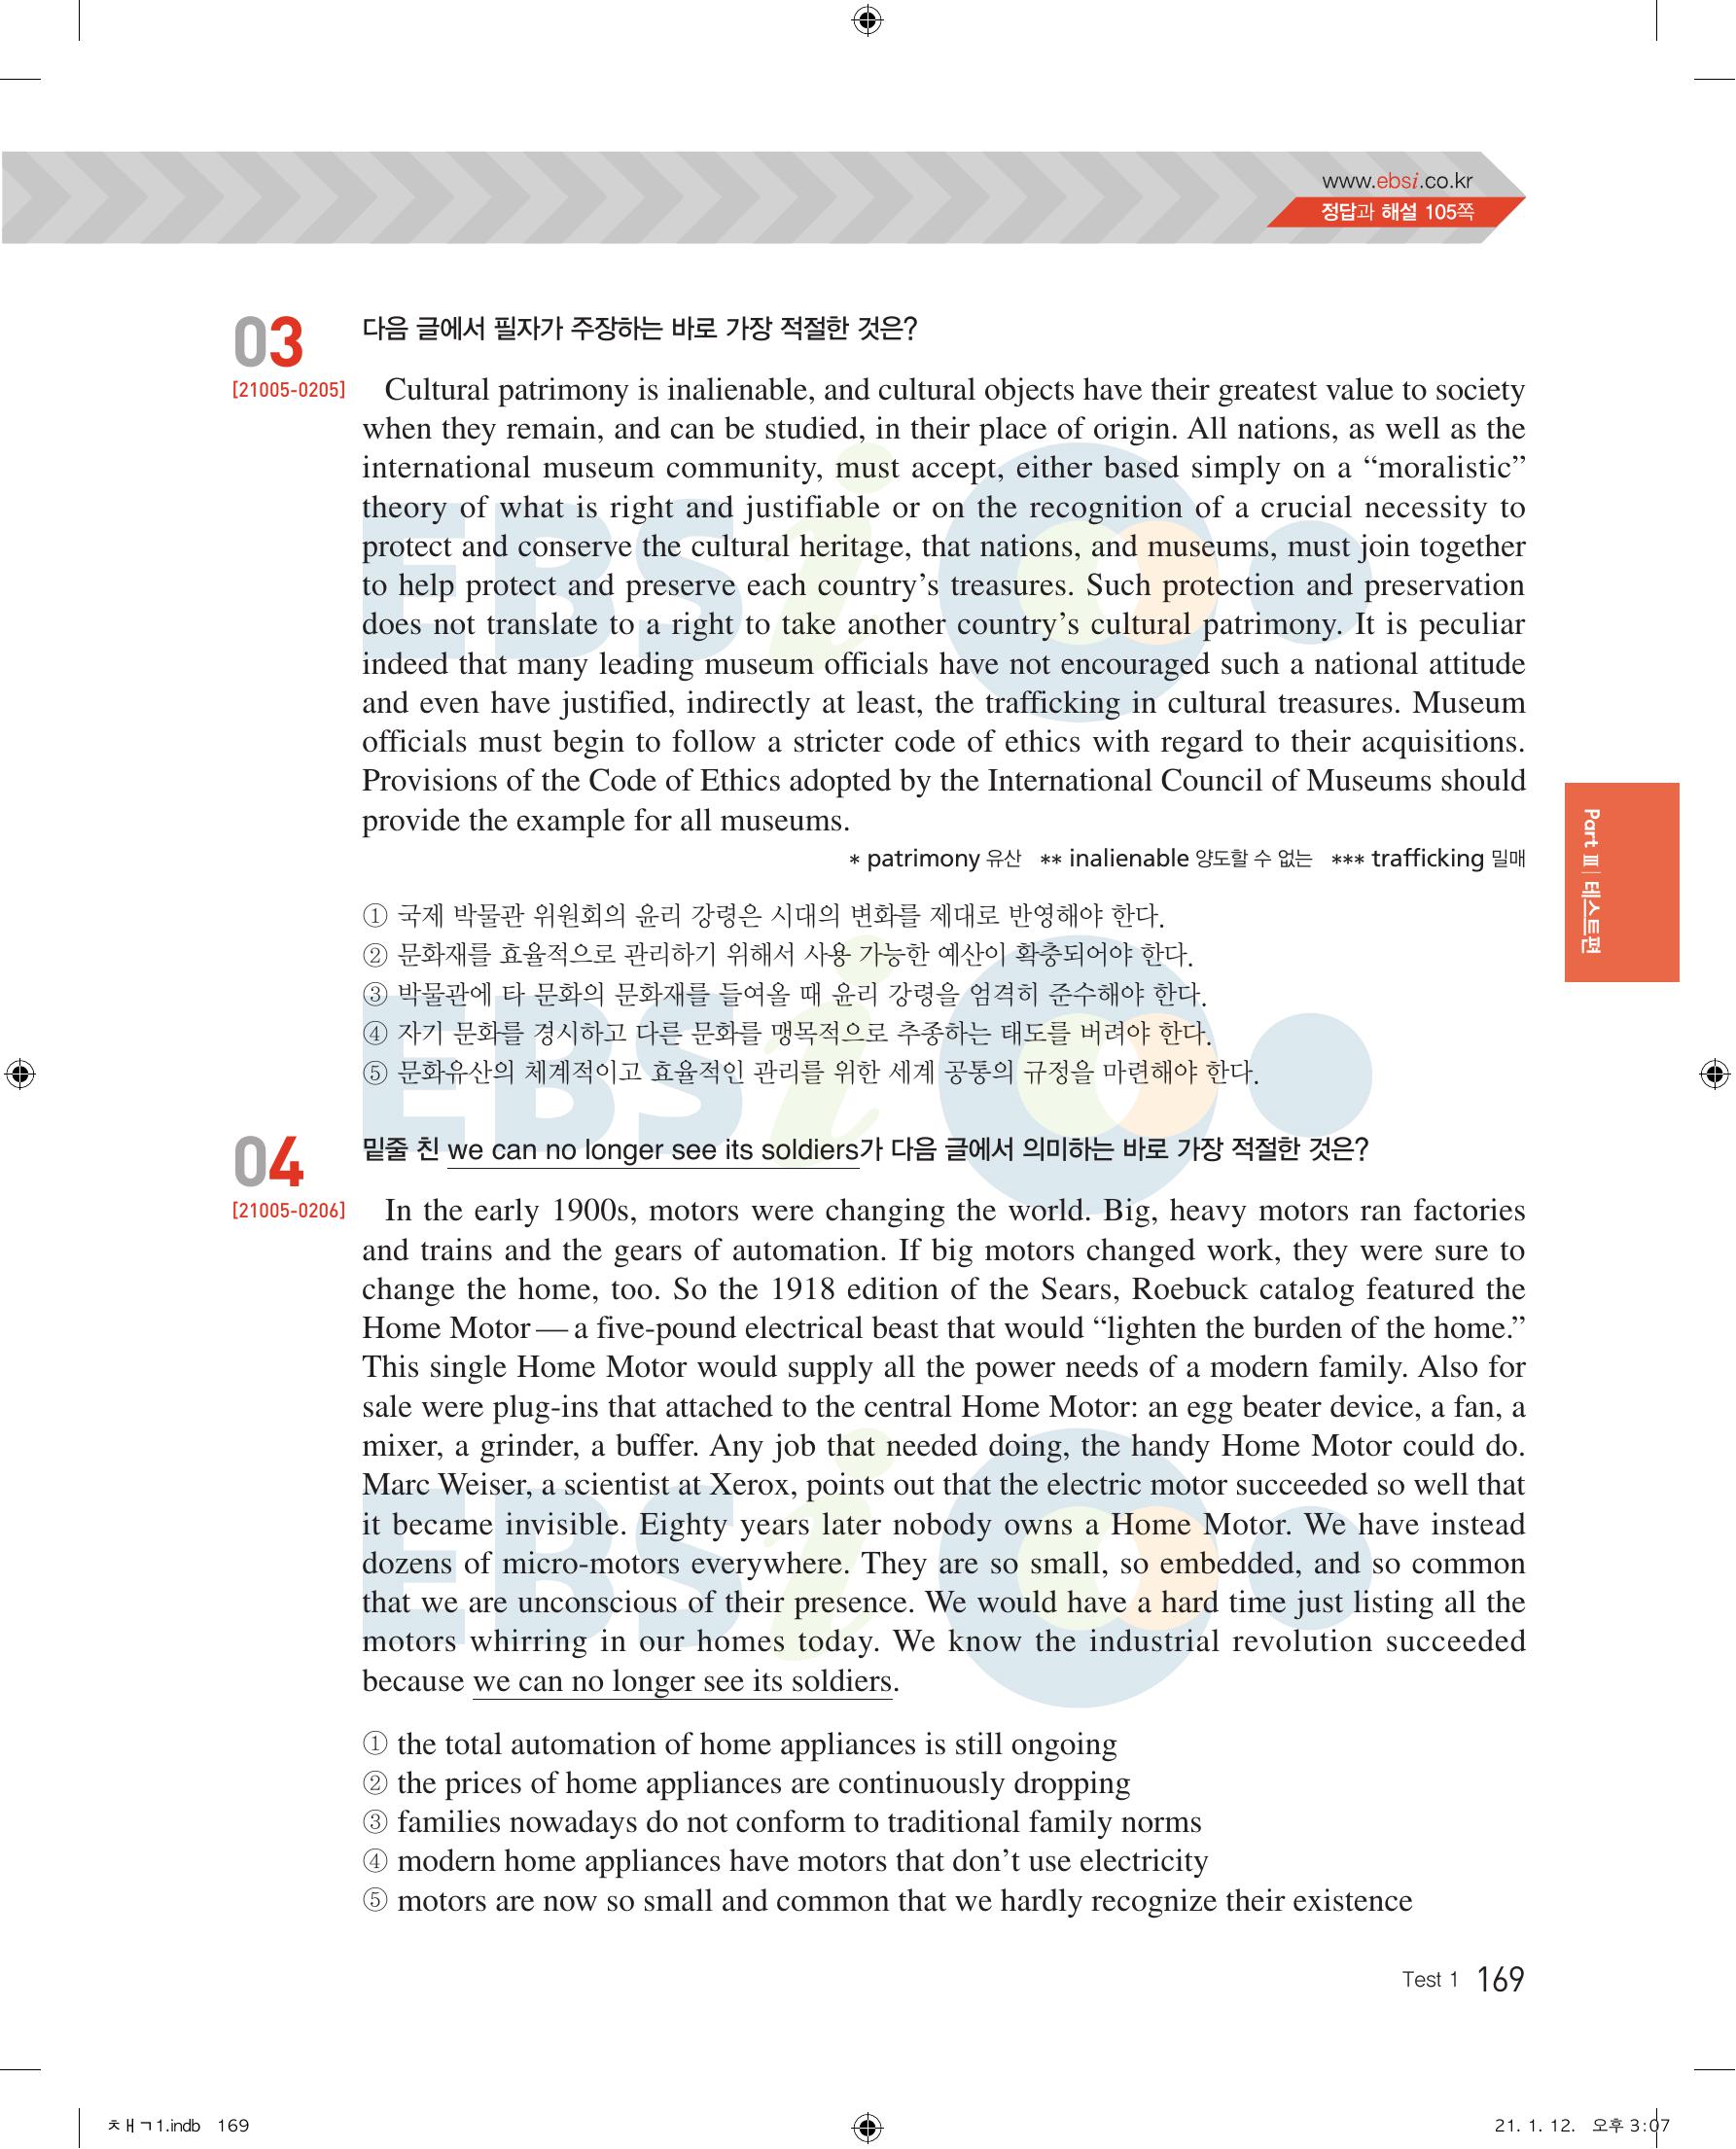 www.ebsi.co.kr
정답과 해설 105쪽
03
[21005-0205]
다음 글에서 필자가 주장하는 바로 가장 적절한 것은?
Cultural patrimony is inalienable, and cultural objects have their greatest value to society
when they remain, and can be studied, in their place of origin. All nations, as well as the
international museum community, must accept, either based simply on a “moralistic”
theory of what is right and justifiable or on the recognition of a crucial necessity to
protect and conserve the cultural heritage, that nations, and museums, must join together
to help protect and preserve each country’s treasures. Such protection and preservation
does not translate to a right to take another country’s cultural patrimony. It is peculiar
indeed that many leading museum officials have not encouraged such a national attitude
and even have justified, indirectly at least, the trafficking in cultural treasures. Museum
officials must begin to follow a stricter code of ethics with regard to their acquisitions.
Provisions of the Code of Ethics adopted by the International Council of Museums should
provide the example for all museums.
* patrimony 유산 ** inalienable 양도할 수 없는 *** trafficking 밀매
① 국제 박물관 위원회의 윤리 강령은 시대의 변화를 제대로 반영해야 한다.
② 문화재를 효율적으로 관리하기 위해서 사용 가능한 예산이 확충되어야 한다.
③ 박물관에 타 문화의 문화재를 들여올 때 윤리 강령을 엄격히 준수해야 한다.
④ 자기 문화를 경시하고 다른 문화를 맹목적으로 추종하는 태도를 버려야 한다.
⑤ 문화유산의 체계적이고 효율적인 관리를 위한 세계 공통의 규정을 마련해야 한다.
Part Ⅲ | 테스트편
04
[21005-0206]
밑줄 친 we can no longer see its soldiers가 다음 글에서 의미하는 바로 가장 적절한 것은?
In the early 1900s, motors were changing the world. Big, heavy motors ran factories
and trains and the gears of automation. If big motors changed work, they were sure to
change the home, too. So the 1918 edition of the Sears, Roebuck catalog featured the
Home Motor — a five-pound electrical beast that would “lighten the burden of the home.”
This single Home Motor would supply all the power needs of a modern family. Also for
sale were plug-ins that attached to the central Home Motor: an egg beater device, a fan, a
mixer, a grinder, a buffer. Any job that needed doing, the handy Home Motor could do.
Marc Weiser, a scientist at Xerox, points out that the electric motor succeeded so well that
it became invisible. Eighty years later nobody owns a Home Motor. We have instead
dozens of micro-motors everywhere. They are so small, so embedded, and so common
that we are unconscious of their presence. We would have a hard time just listing all the
motors whirring in our homes today. We know the industrial revolution succeeded
because we can no longer see its soldiers.
① the total automation of home appliances is still ongoing
② the prices of home appliances are continuously dropping
③ families nowadays do not conform to traditional family norms
④ modern home appliances have motors that don’t use electricity
⑤ motors are now so small and common that we hardly recognize their existence
Test 1 169
ㅊㅐㄱ1.indb 169
21. 1. 12. 오후 3:07
EBSi
EBSi
EBSi